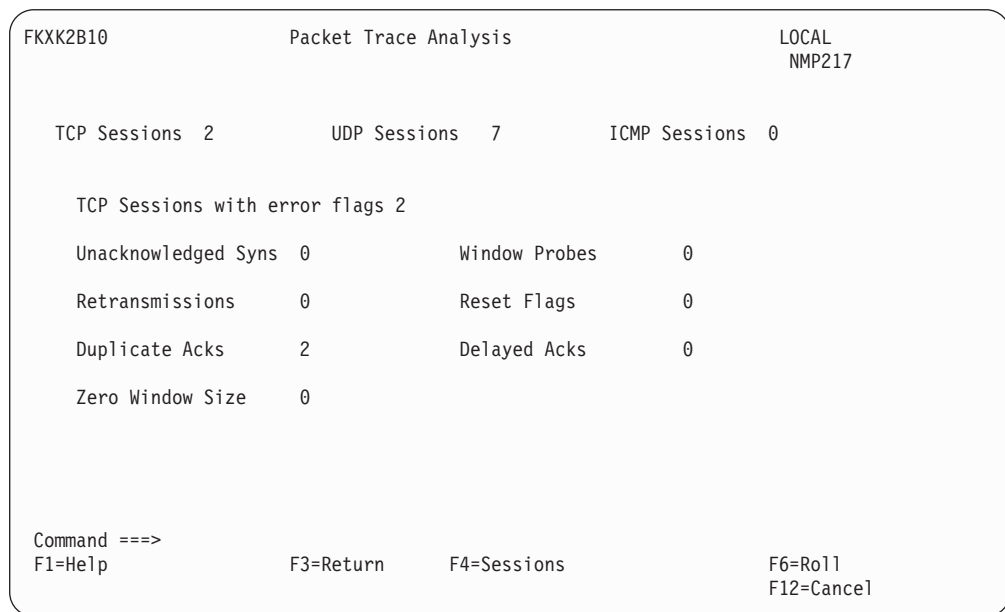 FKXK2B10 Packet Trace Analysis LOCAL
NMP217
TCP Sessions 2 UDP Sessions 7 ICMP Sessions 0
TCP Sessions with error flags 2
Unacknowledged Syns 0 Window Probes 0
Retransmissions 0 Reset Flags 0
Duplicate Acks 2 Delayed Acks 0
Zero Window Size 0
Command ===>
F1=Help F3=Return F4=Sessions F6=Roll
F12=Cancel